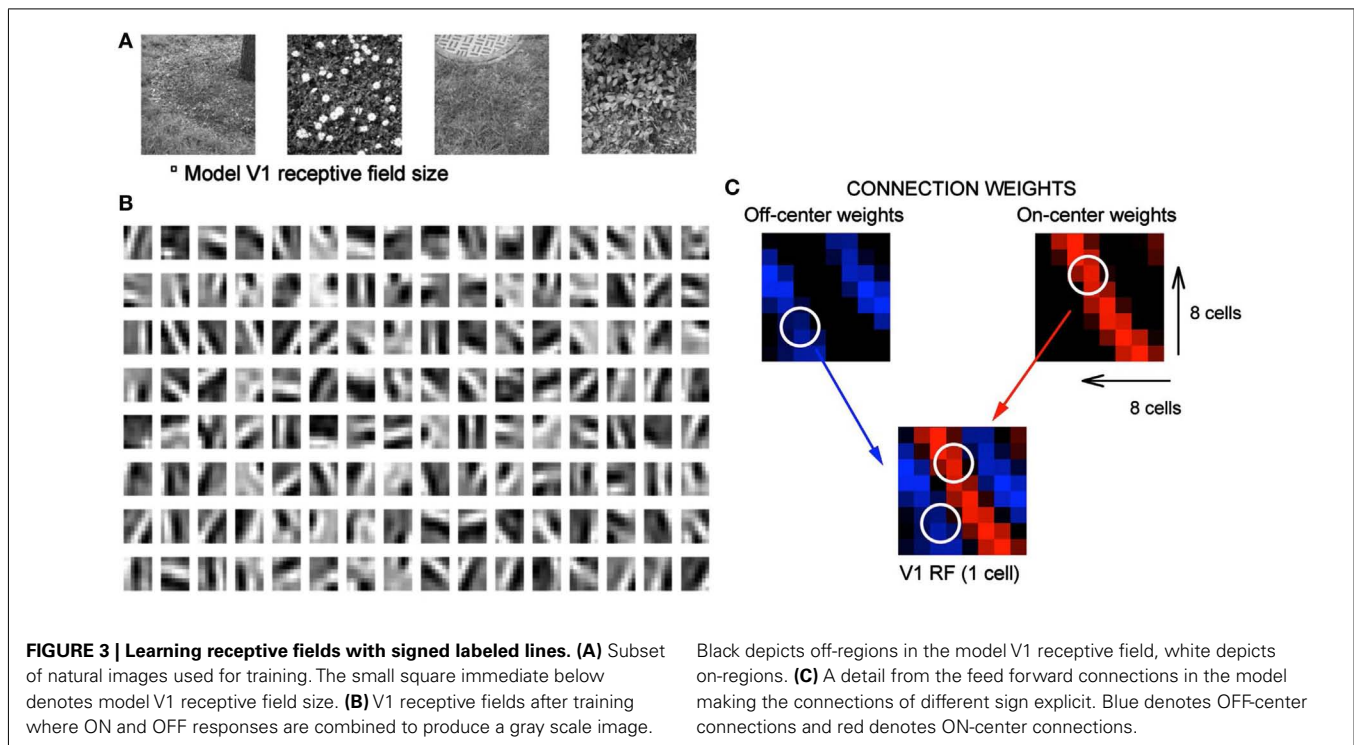 A
▫ Model V1 receptive field size
B
C
CONNECTION WEIGHTS
Off-center weights
On-center weights
8 cells
8 cells
V1 RF (1 cell)
FIGURE 3 | Learning receptive fields with signed labeled lines. (A) Subset
of natural images used for training. The small square immediate below
denotes model V1 receptive field size. (B) V1 receptive fields after training
where ON and OFF responses are combined to produce a gray scale image.
Black depicts off-regions in the model V1 receptive field, white depicts
on-regions. (C) A detail from the feed forward connections in the model
making the connections of different sign explicit. Blue denotes OFF-center
connections and red denotes ON-center connections.